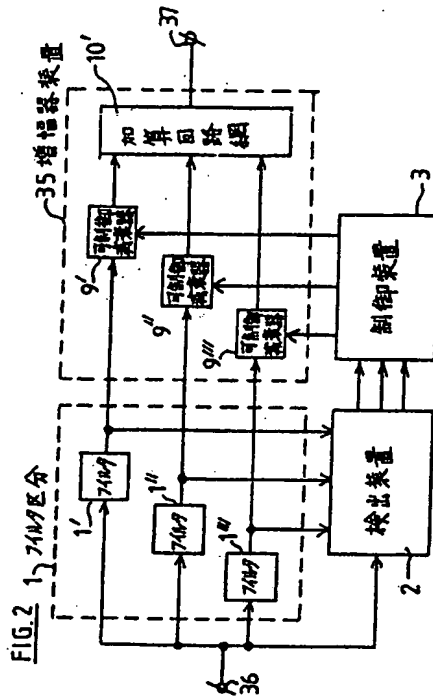 FIG.2
1 フィルタ区分
35 増幅器装置
37
10'
加算回路網
可制御減衰器
9'
可制御減衰器
9''
可制御減衰器
9'''
フィルタ
1'
フィルタ
1''
フィルタ
1'''
36
検出装置
2
制御装置
3